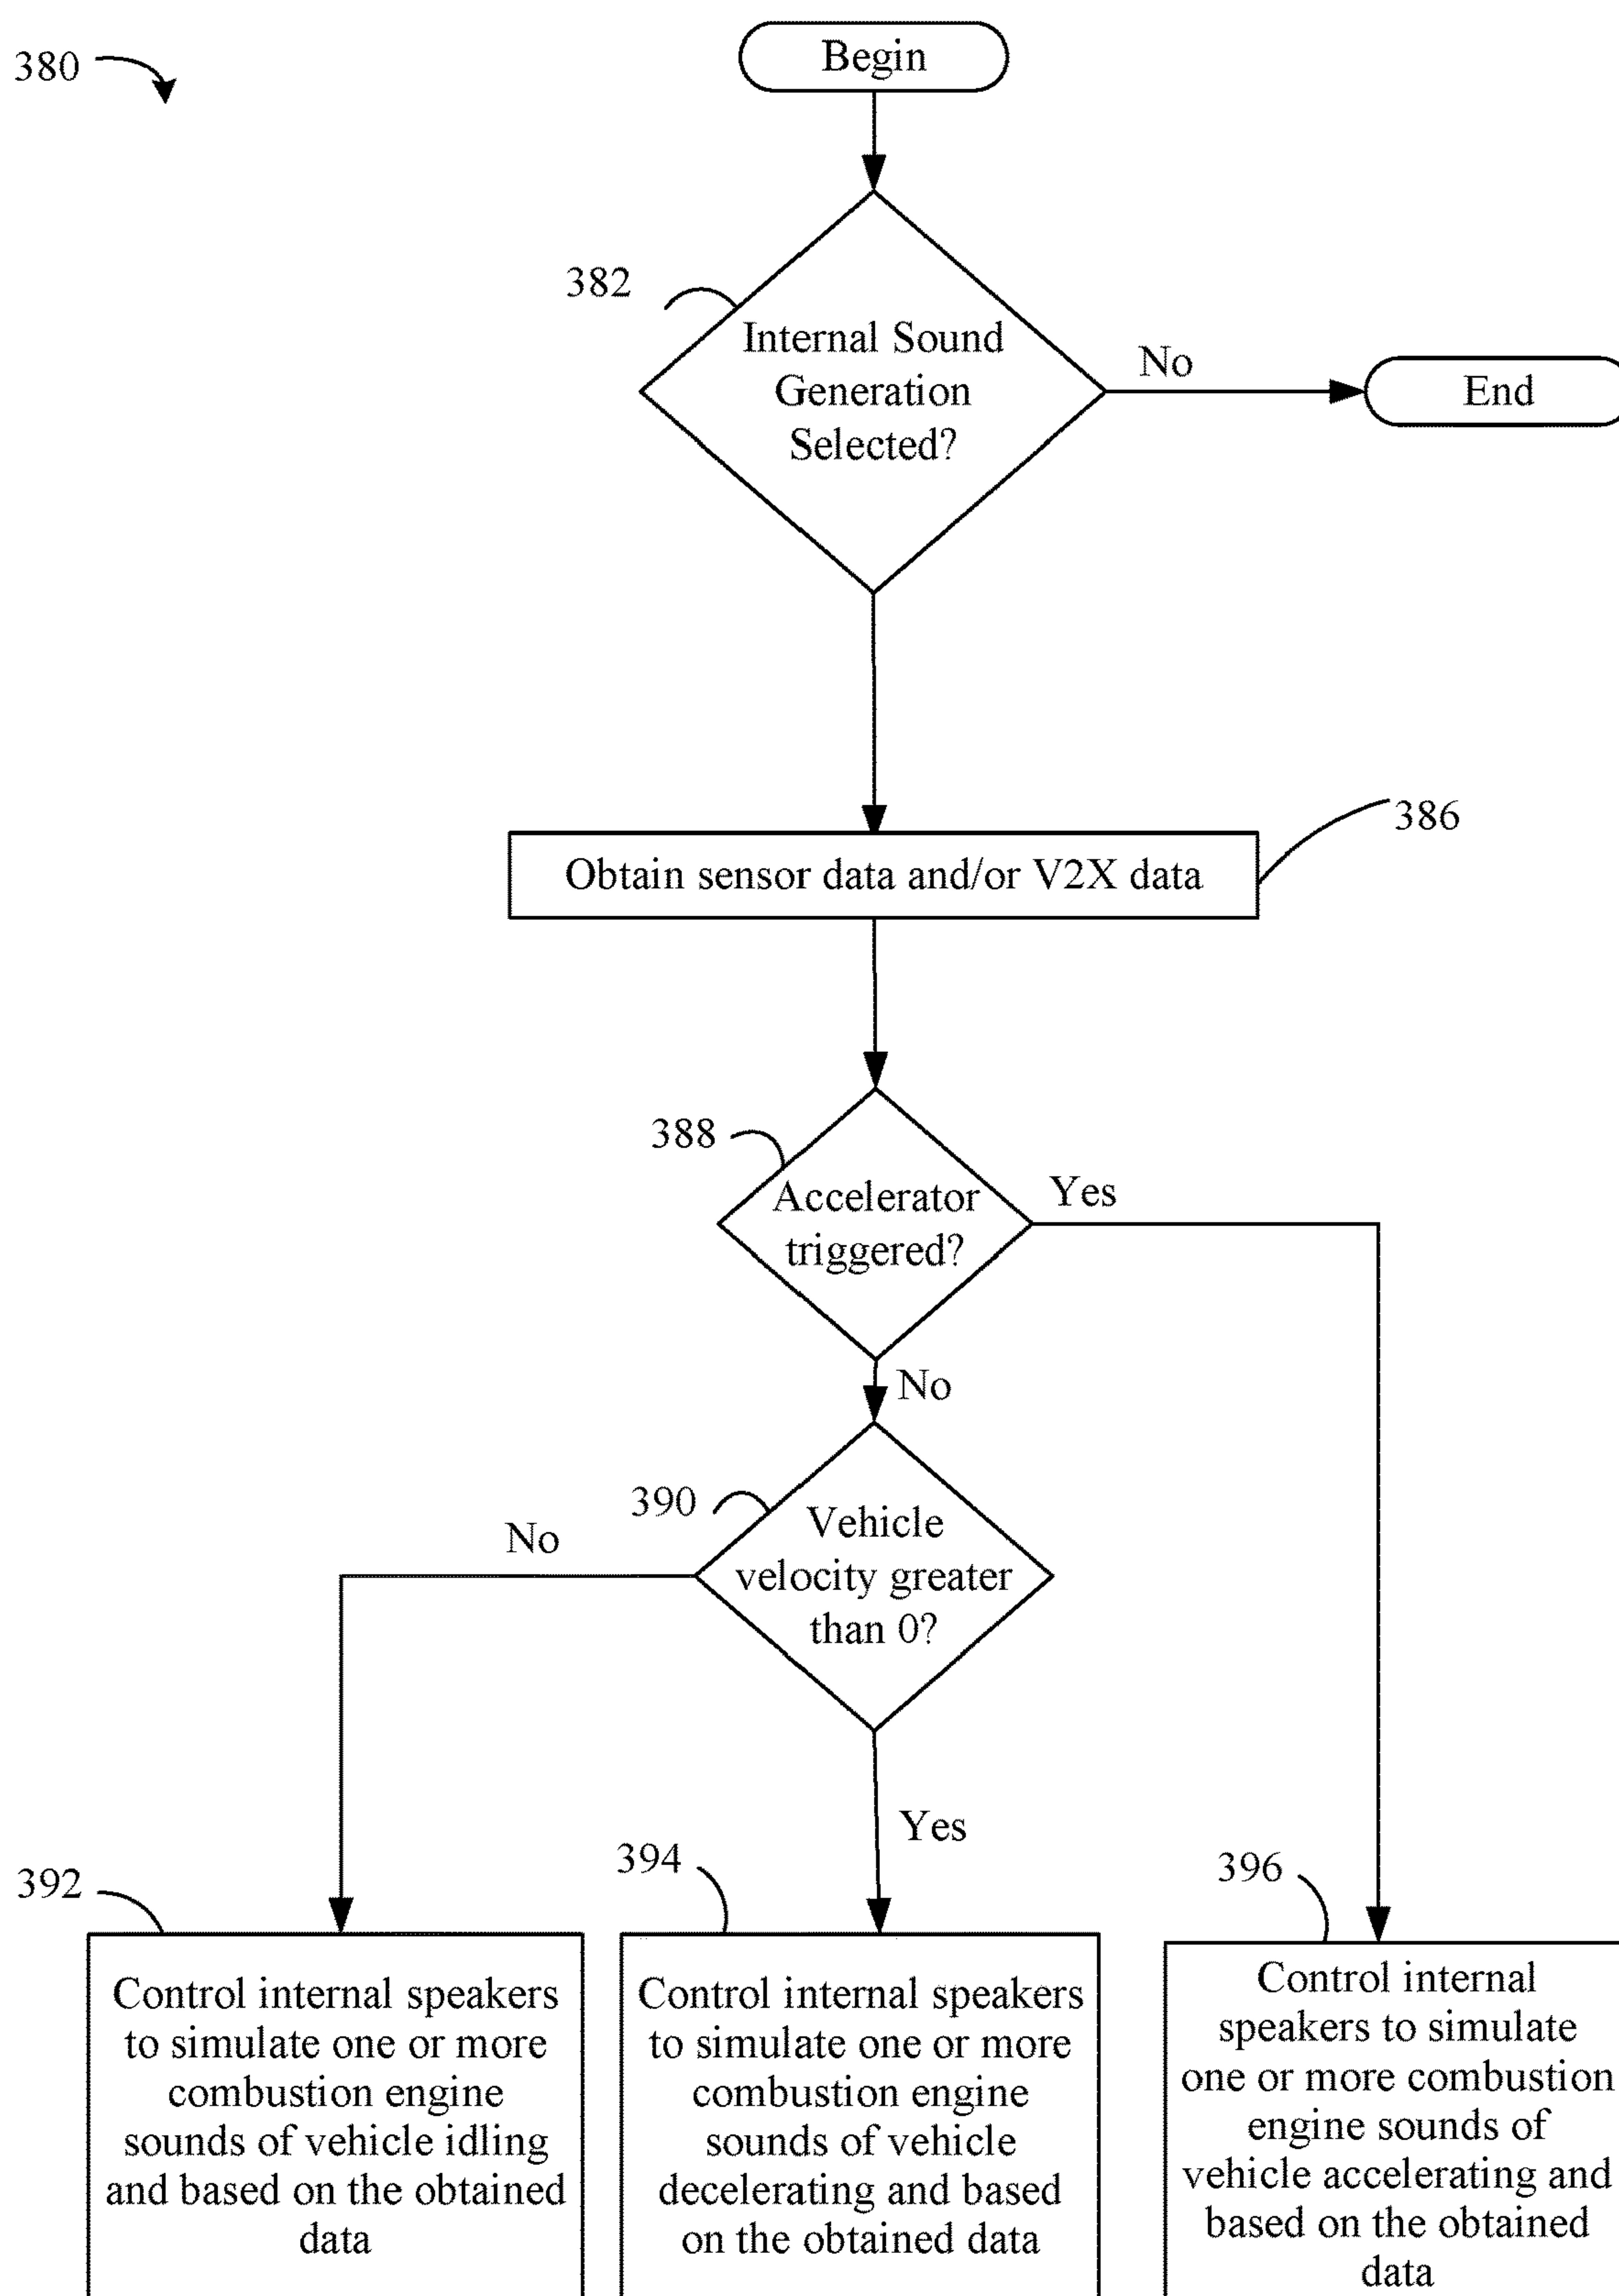 380
Begin
382
Internal Sound
Generation
Selected?
No
End
Obtain sensor data and/or V2X data
386
388
Accelerator
triggered?
Yes
No
390
Vehicle
velocity greater
than 0?
No
Yes
392
394
396
Control internal speakers
to simulate one or more
combustion engine
sounds of vehicle idling
and based on the obtained
data
Control internal speakers
to simulate one or more
combustion engine
sounds of vehicle
decelerating and based
on the obtained data
Control internal
speakers to simulate
one or more combustion
engine sounds of
vehicle accelerating and
based on the obtained
data